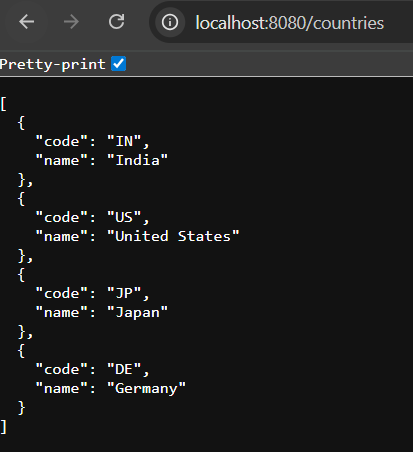 localhost:8080/countries
Pretty-print
[
  {
    "code": "IN",
    "name": "India"
  },
  {
    "code": "US",
    "name": "United States"
  },
  {
    "code": "JP",
    "name": "Japan"
  },
  {
    "code": "DE",
    "name": "Germany"
  }
]